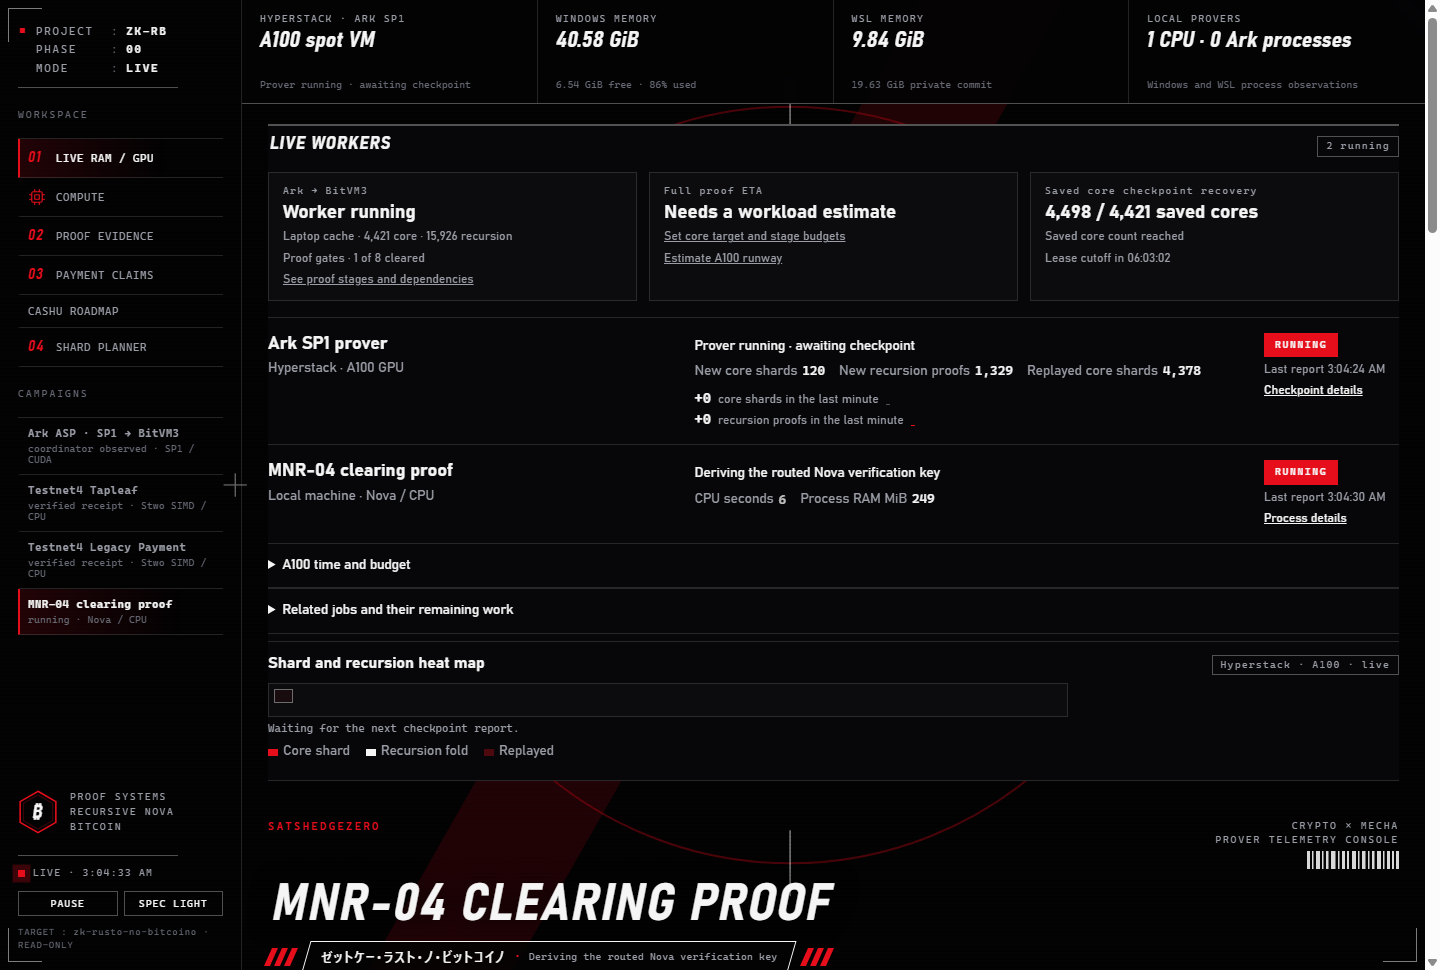 PROJECT : ZK-RB
PHASE : 00
MODE : LIVE
WORKSPACE
01 LIVE RAM / GPU
COMPUTE
02 PROOF EVIDENCE
03 PAYMENT CLAIMS
CASHU ROADMAP
04 SHARD PLANNER
CAMPAIGNS
Ark ASP · SP1 → BitVM3
coordinator observed · SP1 /
CUDA
Testnet4 Tapleaf
verified receipt · Stwo SIMD /
CPU
Testnet4 Legacy Payment
verified receipt · Stwo SIMD /
CPU
MNR-04 clearing proof
running · Nova / CPU
PROOF SYSTEMS
RECURSIVE NOVA
BITCOIN
LIVE · 3:04:33 AM
PAUSE SPEC LIGHT
TARGET : zk-rusto-no-bitcoino ·
READ-ONLY
HYPERSTACK · ARK SP1
A100 spot VM
Prover running · awaiting checkpoint
WINDOWS MEMORY
40.58 GiB
6.54 GiB free · 86% used
WSL MEMORY
9.84 GiB
19.63 GiB private commit
LOCAL PROVERS
1 CPU · 0 Ark processes
Windows and WSL process observations
LIVE WORKERS
2 running
Ark → BitVM3
Worker running
Laptop cache · 4,421 core · 15,926 recursion
Proof gates · 1 of 8 cleared
See proof stages and dependencies
Full proof ETA
Needs a workload estimate
Set core target and stage budgets
Estimate A100 runway
Saved core checkpoint recovery
4,498 / 4,421 saved cores
Saved core count reached
Lease cutoff in 06:03:02
Ark SP1 prover
Hyperstack · A100 GPU
Prover running · awaiting checkpoint
New core shards 120 New recursion proofs 1,329 Replayed core shards 4,378
+0 core shards in the last minute _
+0 recursion proofs in the last minute _
RUNNING
Last report 3:04:24 AM
Checkpoint details
MNR-04 clearing proof
Local machine · Nova / CPU
Deriving the routed Nova verification key
CPU seconds 6 Process RAM MiB 249
RUNNING
Last report 3:04:30 AM
Process details
A100 time and budget
Related jobs and their remaining work
Shard and recursion heat map
Hyperstack · A100 · live
Waiting for the next checkpoint report.
Core shard Recursion fold Replayed
SATSHEDGEZERO
CRYPTO × MECHA
PROVER TELEMETRY CONSOLE
MNR-04 CLEARING PROOF
ゼットケー・ラスト・ノ・ビットコイノ · Deriving the routed Nova verification key